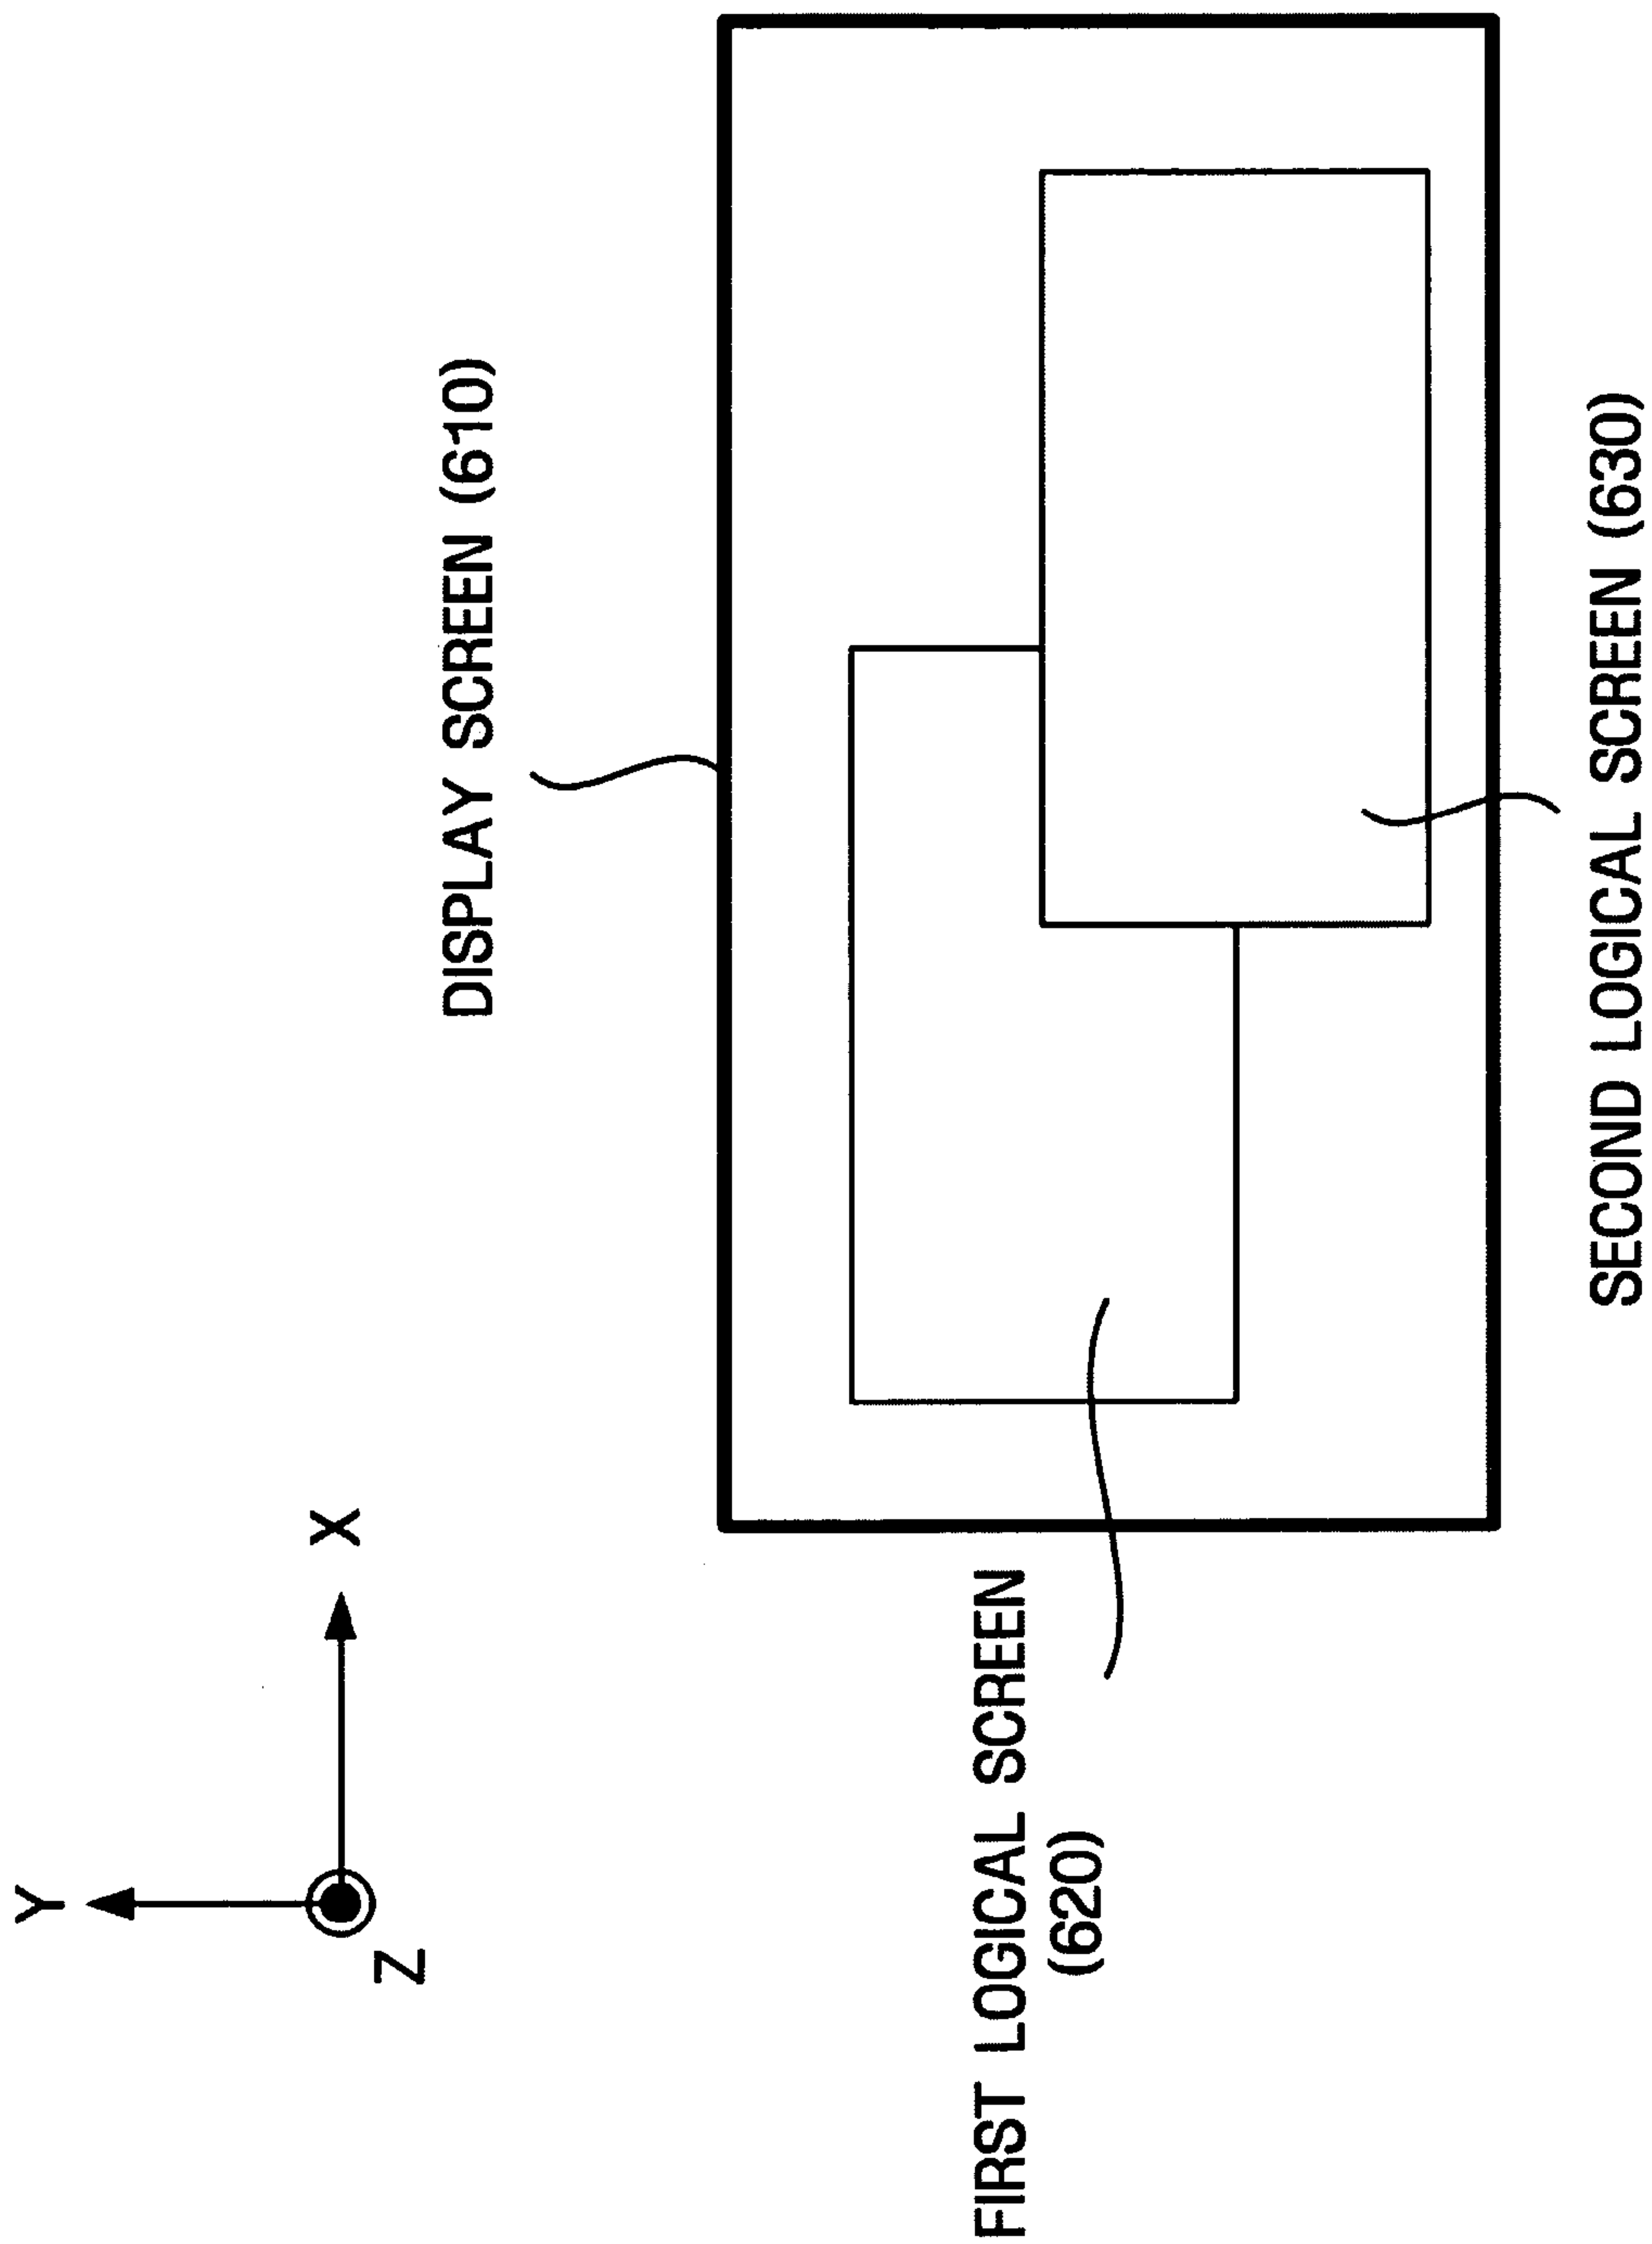 DISPLAY SCREEN (610)
Y
X
Z
FIRST LOGICAL SCREEN
(620)
SECOND LOGICAL SCREEN (630)